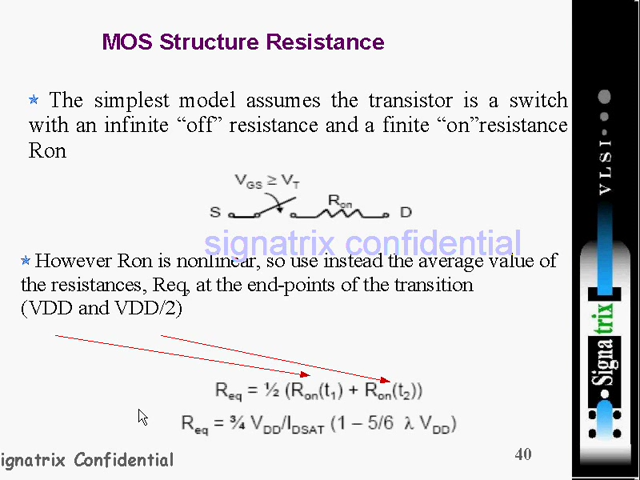 MOS Structure Resistance
* The simplest model assumes the transistor is a switch
with an infinite “off” resistance and a finite “on”resistance
Ron
VGS ≥ VT
Ron
S
D
signatrix confidential
* However Ron is nonlinear, so use instead the average value of
the resistances, Req, at the end-points of the transition
(VDD and VDD/2)
Req = ½ (Ron(t1) + Ron(t2))
Req = ¾ VDD/IDSAT (1 – 5/6 λ VDD)
ignatrix Confidential
40
VLSI
Signatrix